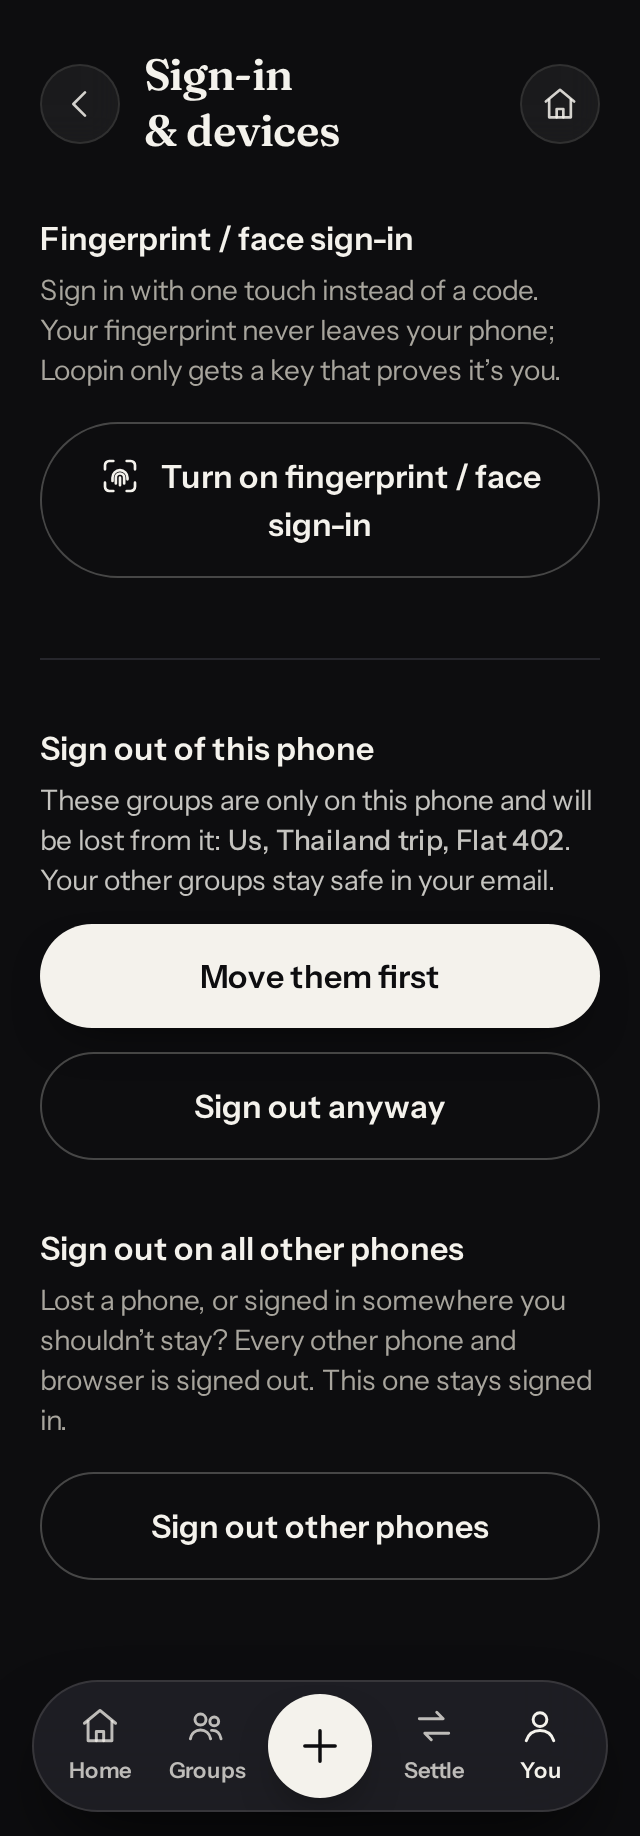 Sign-in
& devices
Fingerprint / face sign-in
Sign in with one touch instead of a code.
Your fingerprint never leaves your phone;
Loopin only gets a key that proves it’s you.
Turn on fingerprint / face
sign-in
Sign out of this phone
These groups are only on this phone and will
be lost from it: Us, Thailand trip, Flat 402.
Your other groups stay safe in your email.
Move them first
Sign out anyway
Sign out on all other phones
Lost a phone, or signed in somewhere you
shouldn’t stay? Every other phone and
browser is signed out. This one stays signed
in.
Sign out other phones
Home Groups Settle You